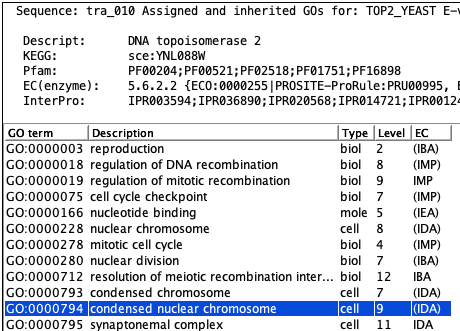 Sequence: tra_010 Assigned and inherited GOs for: TOP2_YEAST E-v
Descript: DNA topoisomerase 2
KEGG: sce:YNL088W
Pfam: PF00204;PF00521;PF02518;PF01751;PF16898
EC(enzyme): 5.6.2.2 {ECO:0000255|PROSITE-ProRule:PRU00995, E
InterPro: IPR003594;IPR036890;IPR020568;IPR014721;IPR00124
GO term Description Type Level EC
GO:0000003 reproduction biol 2 (IBA)
GO:0000018 regulation of DNA recombination biol 8 (IMP)
GO:0000019 regulation of mitotic recombination biol 9 IMP
GO:0000075 cell cycle checkpoint biol 7 (IMP)
GO:0000166 nucleotide binding mole 5 (IEA)
GO:0000228 nuclear chromosome cell 8 (IDA)
GO:0000278 mitotic cell cycle biol 4 (IMP)
GO:0000280 nuclear division biol 7 (IBA)
GO:0000712 resolution of meiotic recombination inter... biol 12 IBA
GO:0000793 condensed chromosome cell 7 (IDA)
GO:0000794 condensed nuclear chromosome cell 9 (IDA)
GO:0000795 synaptonemal complex cell 11 IDA